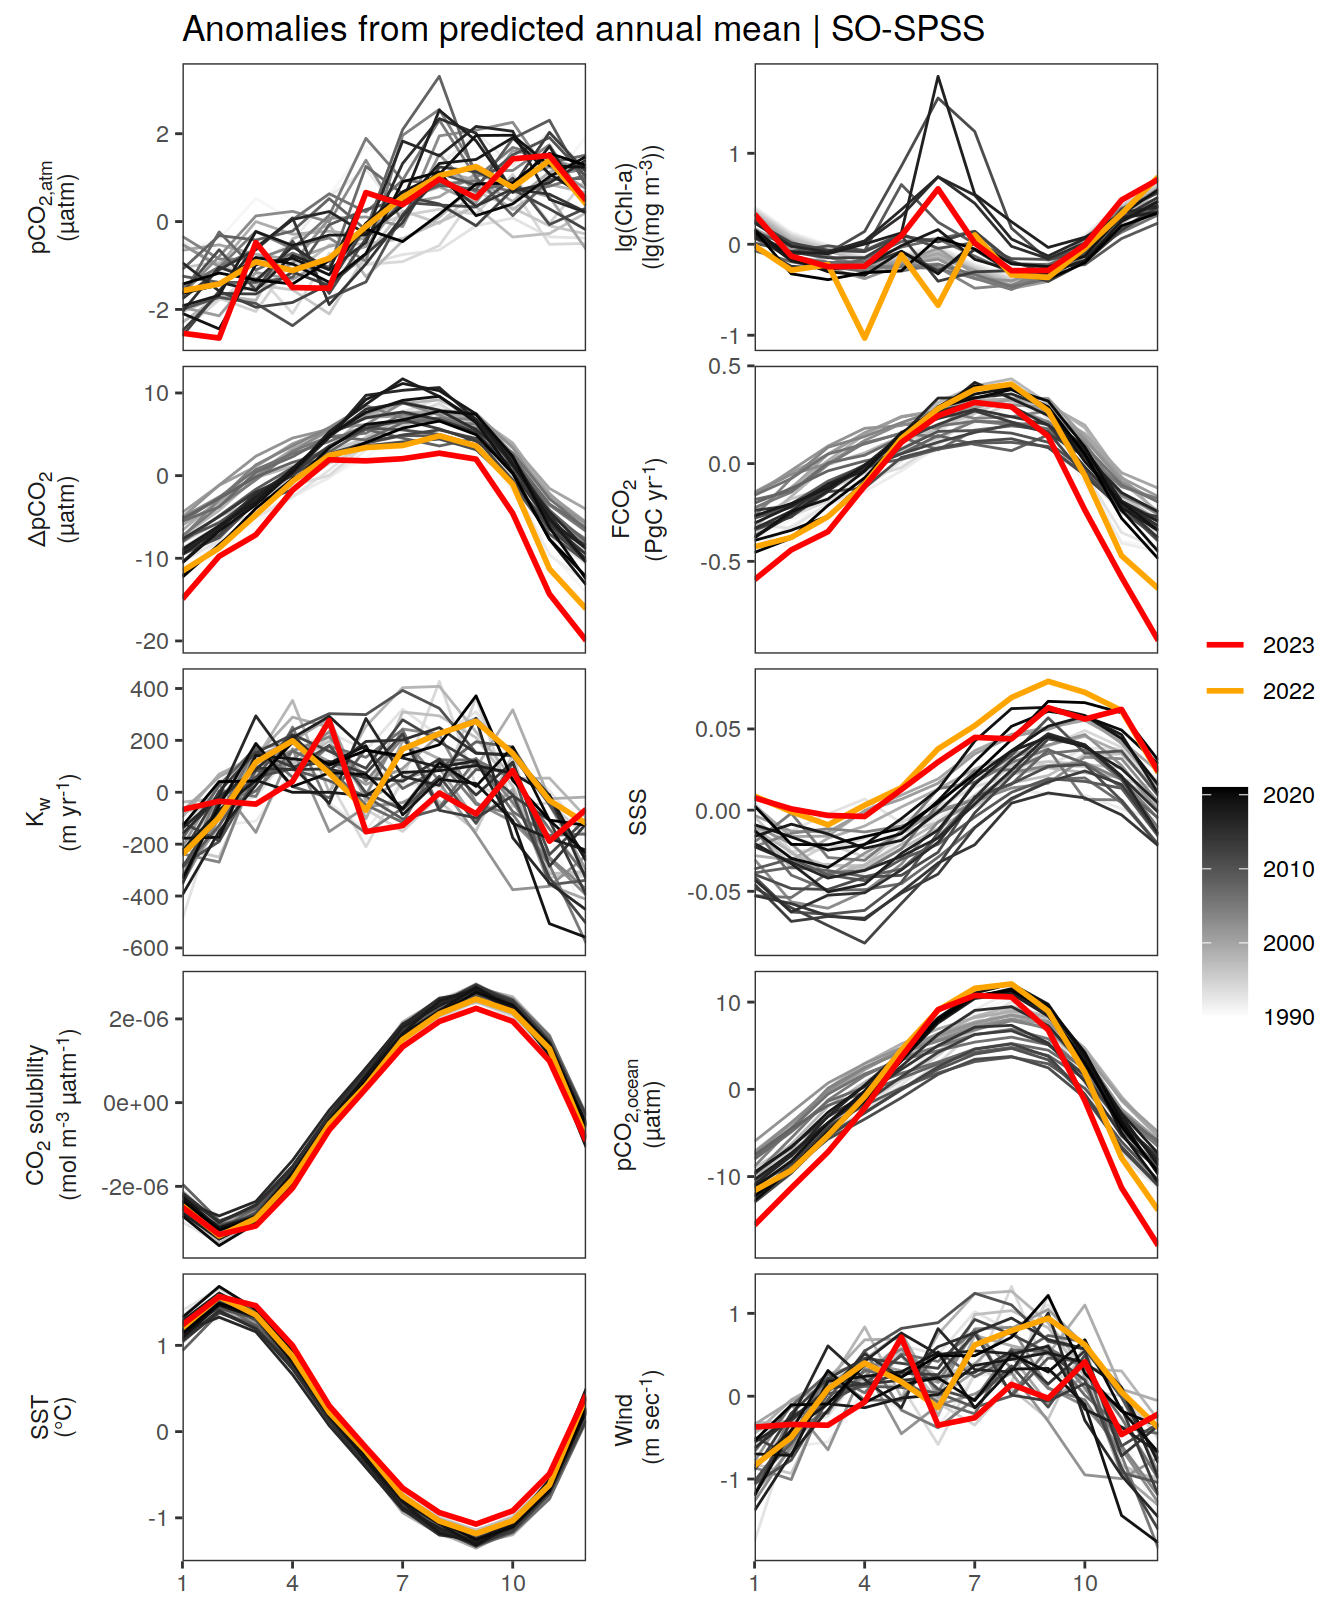 Anomalies from predicted annual mean | SO-SPSS
pCO2,atm
(µatm)
2
0
-2
lg(Chl-a)
(lg(mg m-3))
1
0
-1
ΔpCO2
(µatm)
10
0
-10
-20
FCO2
(PgC yr-1)
0.5
0.0
-0.5
Kw
(m yr-1)
400
200
0
-200
-400
-600
SSS
0.05
0.00
-0.05
CO2 solubility
(mol m-3 µatm-1)
2e-06
0e+00
-2e-06
pCO2,ocean
(µatm)
10
0
-10
SST
(°C)
1
0
-1
1
4
7
10
Wind
(m sec-1)
1
0
-1
1
4
7
10
2023
2022
2020
2010
2000
1990